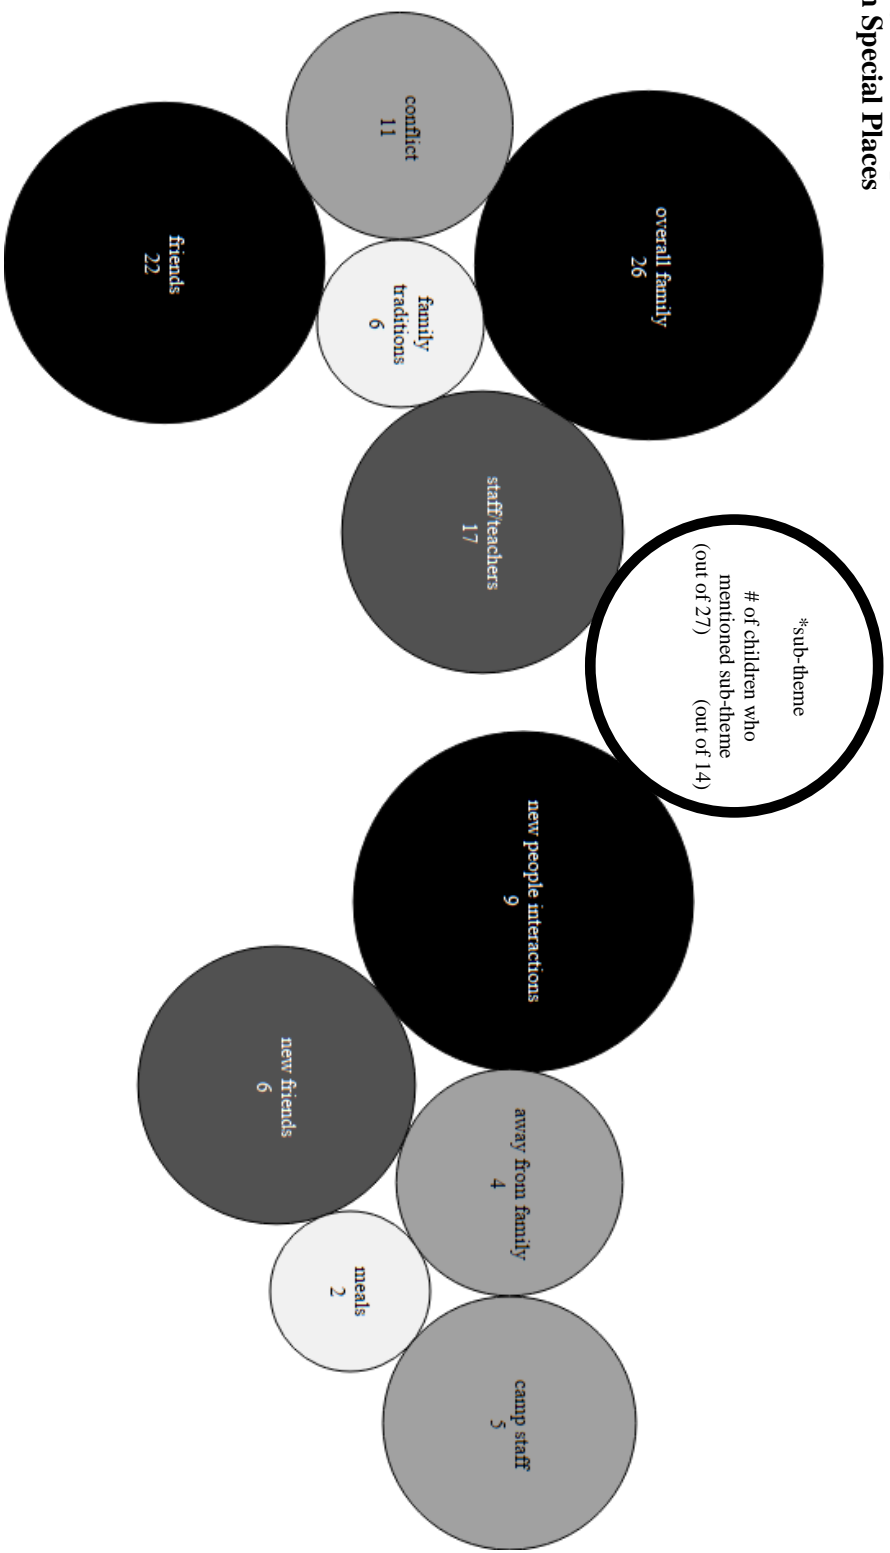 n Special Places
*sub-theme
# of children who
mentioned sub-theme
(out of 27) (out of 14)
overall family
26
conflict
11
family
traditions
6
staff/teachers
17
friends
22
new people interactions
9
away from family
4
camp staff
5
new friends
6
meals
2